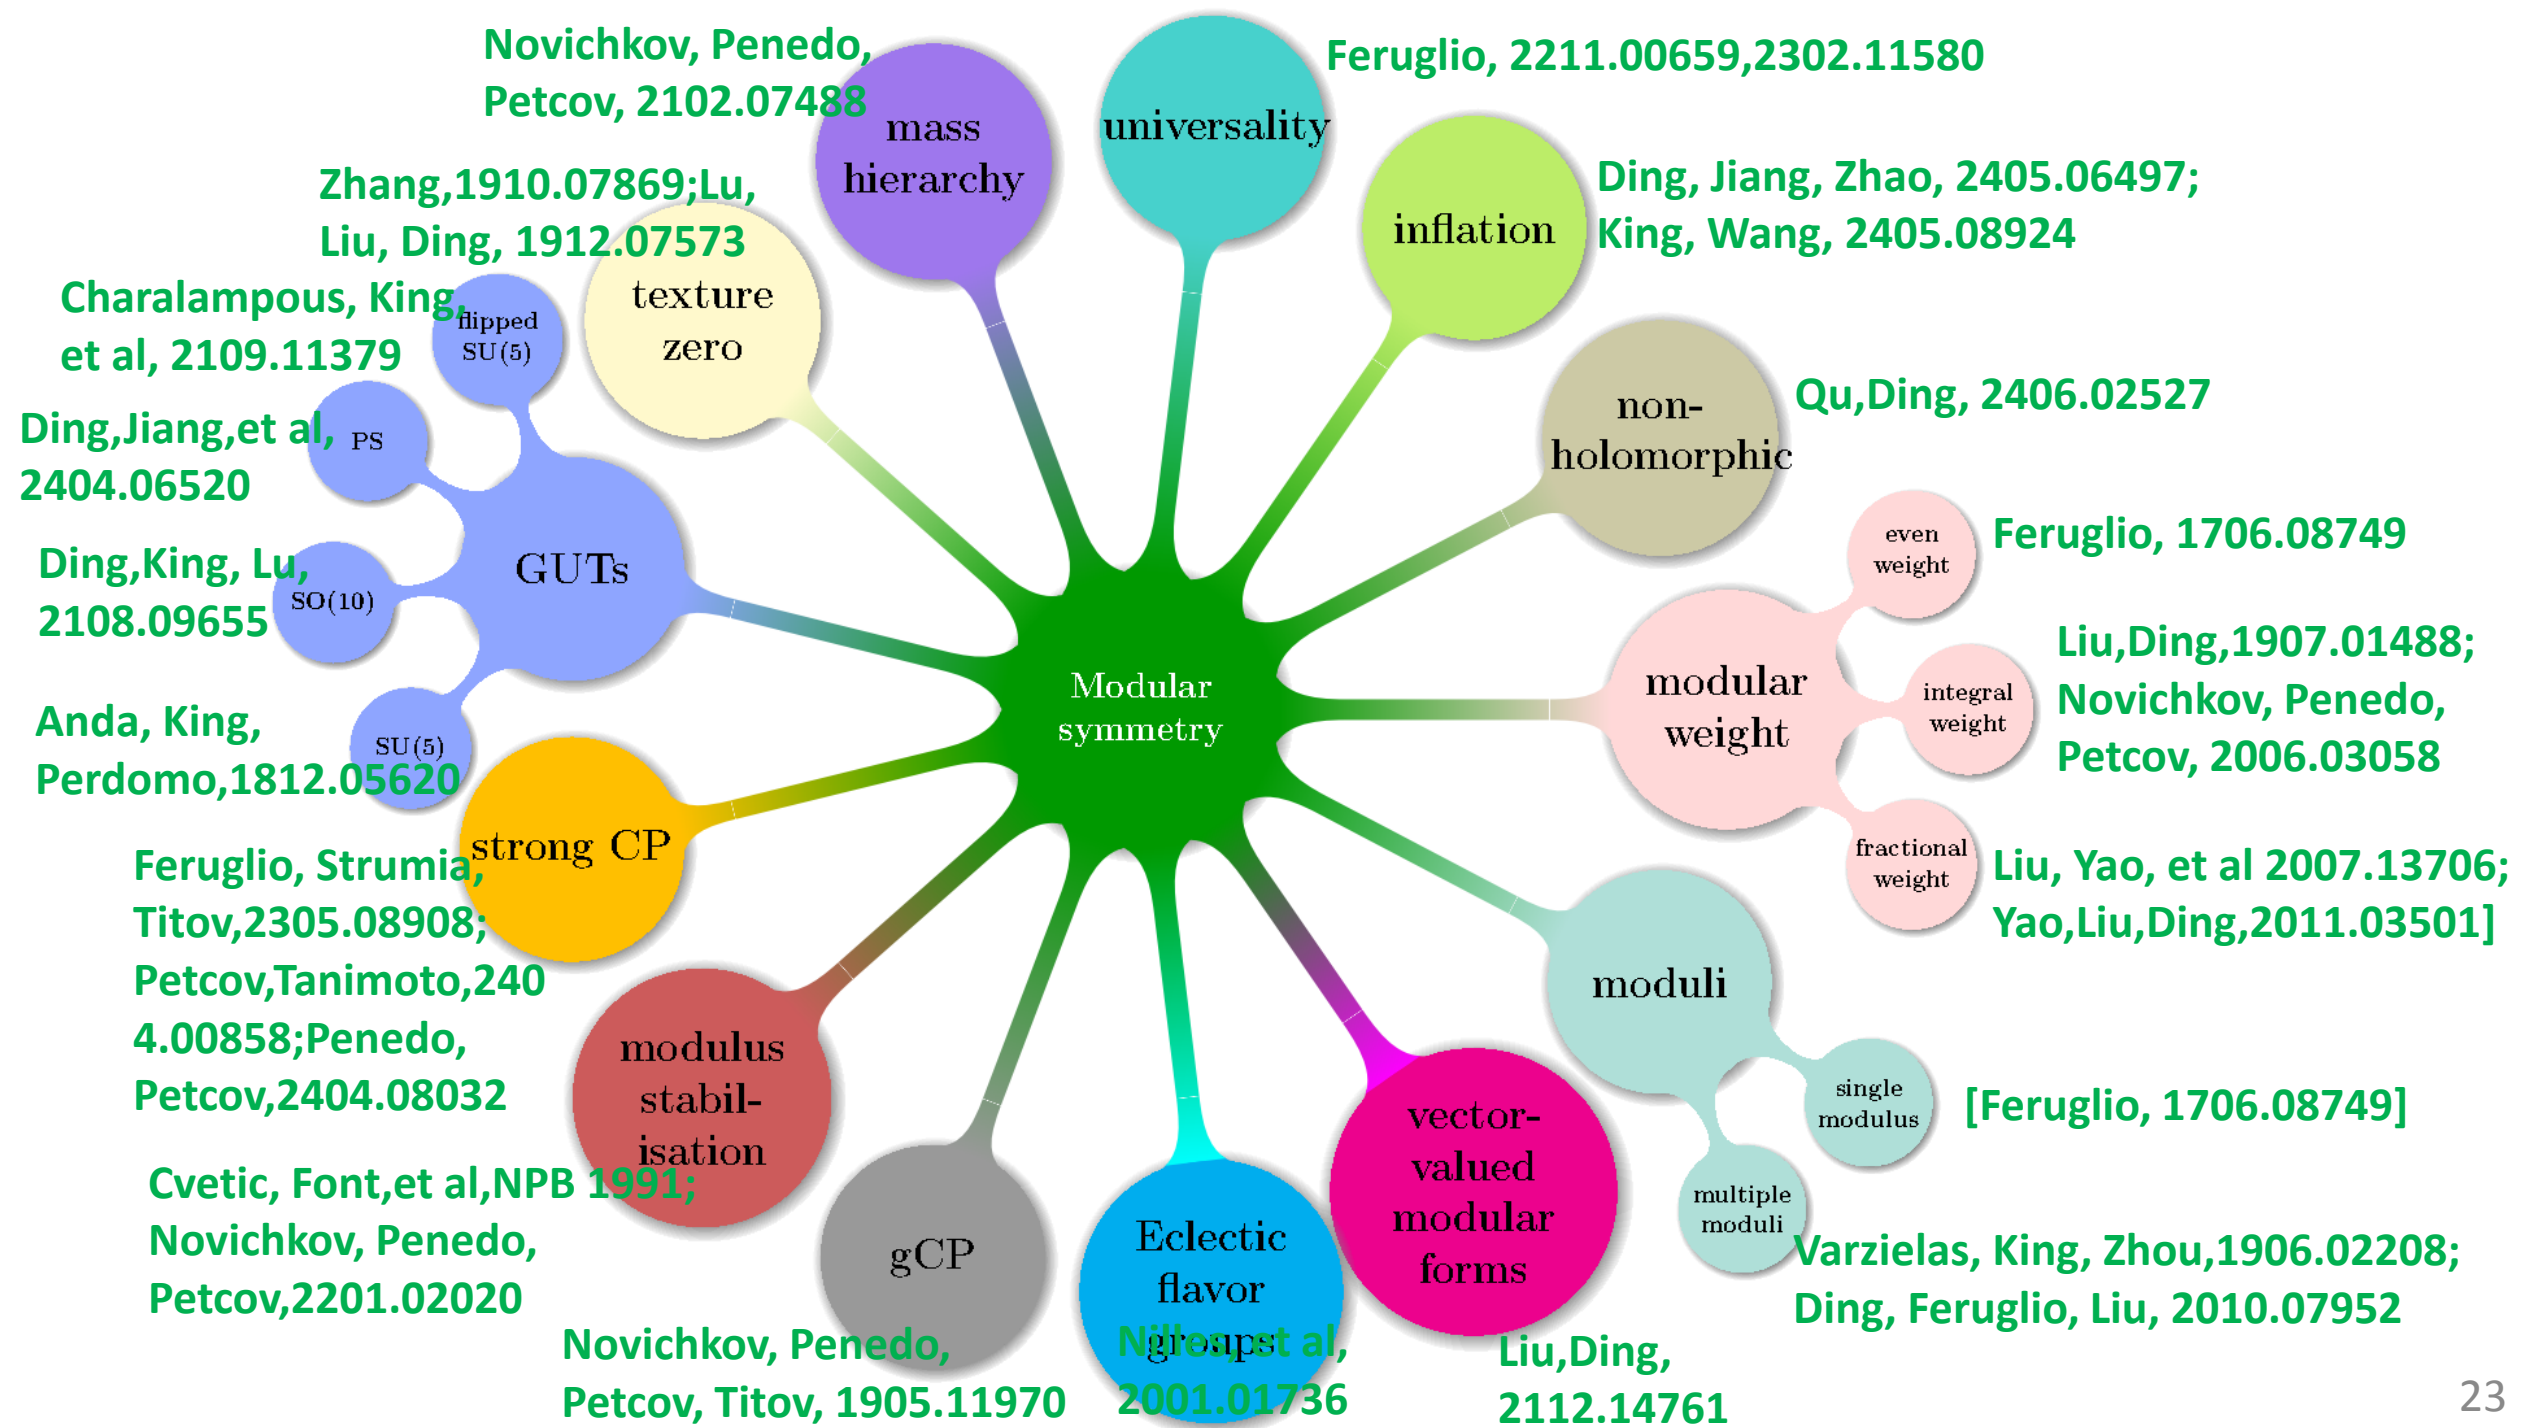 Novichkov, Penedo,
Petcov, 2102.07488
mass
hierarchy
universality
Feruglio, 2211.00659,2302.11580
inflation
Ding, Jiang, Zhao, 2405.06497;
King, Wang, 2405.08924
Zhang,1910.07869;Lu,
Liu, Ding, 1912.07573
texture
zero
Charalampous, King,
et al, 2109.11379
flipped
SU(5)
non-
holomorphic
Qu,Ding, 2406.02527
Ding,Jiang,et al,
2404.06520
PS
GUTs
Ding,King, Lu,
2108.09655
SO(10)
even
weight
Feruglio, 1706.08749
Modular
symmetry
modular
weight
integral
weight
Liu,Ding,1907.01488;
Novichkov, Penedo,
Petcov, 2006.03058
Anda, King,
Perdomo,1812.05620
SU(5)
strong CP
Feruglio, Strumia,
Titov,2305.08908;
Petcov,Tanimoto,240
4.00858;Penedo,
Petcov,2404.08032
fractional
weight
Liu, Yao, et al 2007.13706;
Yao,Liu,Ding,2011.03501]
moduli
single
modulus
[Feruglio, 1706.08749]
multiple
moduli
Varzielas, King, Zhou,1906.02208;
Ding, Feruglio, Liu, 2010.07952
modulus
stabil-
isation
Cvetic, Font,et al,NPB 1991;
Novichkov, Penedo,
Petcov,2201.02020
gCP
Novichkov, Penedo,
Petcov, Titov, 1905.11970
Eclectic
flavor
groups
Nilles, et al,
2001.01736
vector-
valued
modular
forms
Liu,Ding,
2112.14761
23